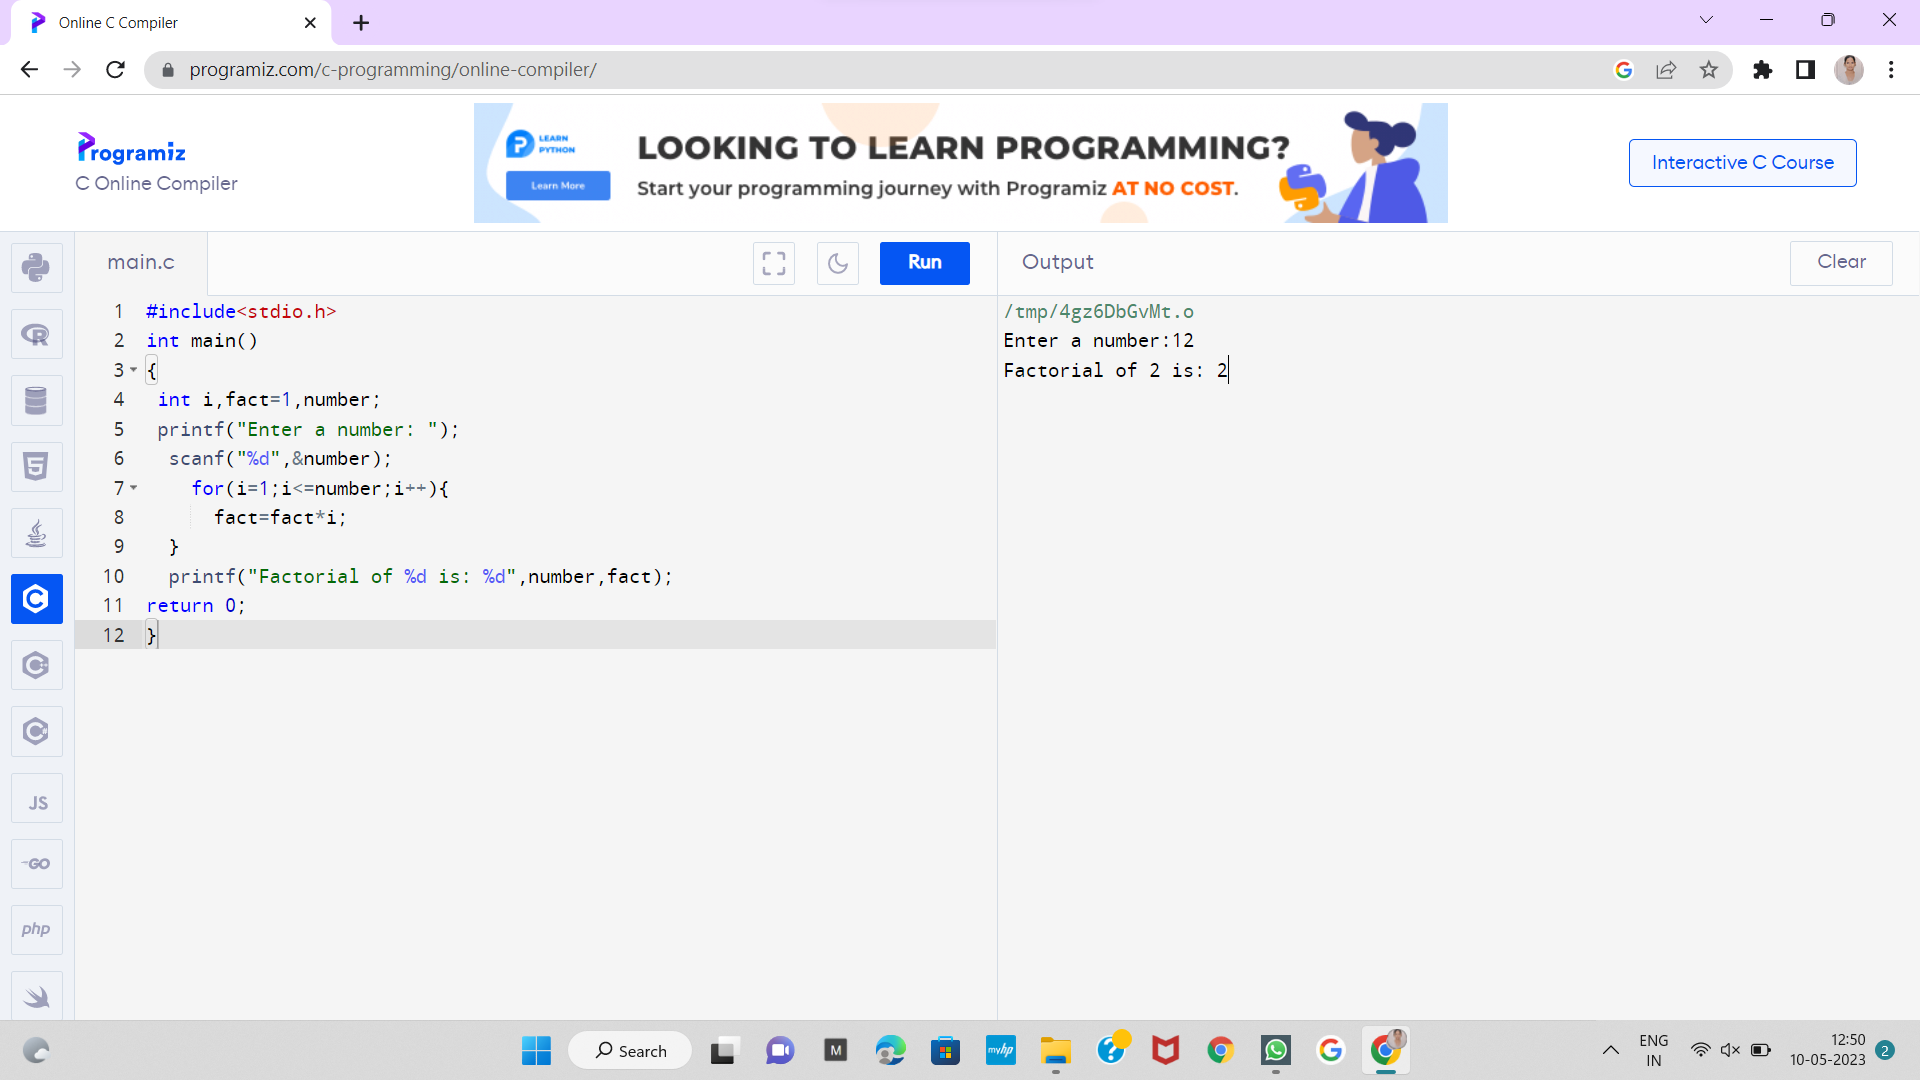 Online C Compiler
programiz.com/c-programming/online-compiler/
Programiz
C Online Compiler
LEARN
PYTHON
Learn More
LOOKING TO LEARN PROGRAMMING?
Start your programming journey with Programiz AT NO COST.
Interactive C Course
main.c
Run
Output
Clear
1 #include<stdio.h>
2 int main()
3 {
4 int i,fact=1,number;
5 printf("Enter a number: ");
6 scanf("%d",&number);
7 for(i=1;i<=number;i++){
8 fact=fact*i;
9 }
10 printf("Factorial of %d is: %d",number,fact);
11 return 0;
12 }
/tmp/4gz6DbGvMt.o
Enter a number:12
Factorial of 2 is: 2
R
5
C
C
C
JS
GO
php
Search
M
myhp
ENG
IN
12:50
10-05-2023
2